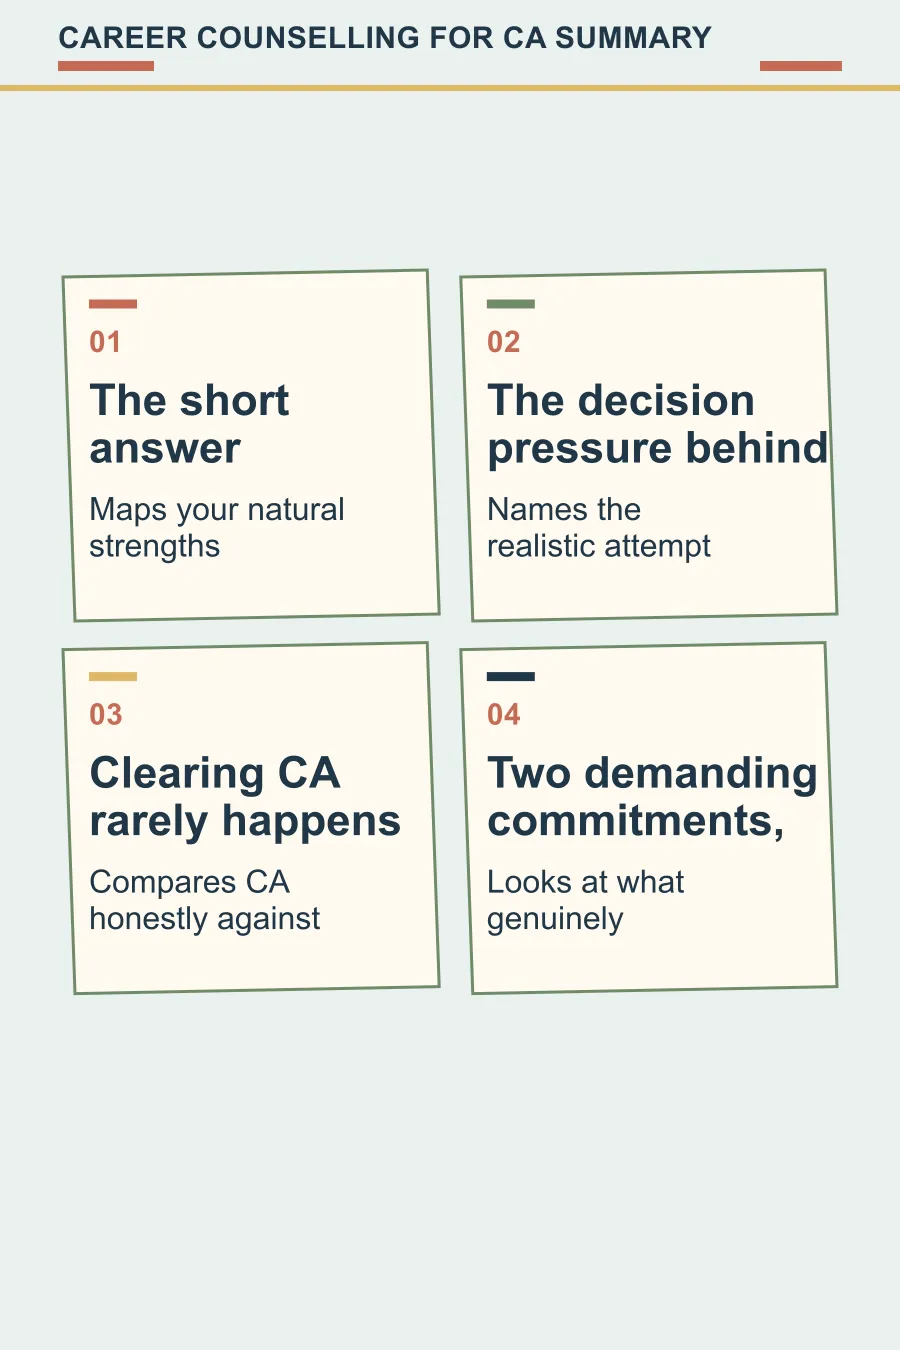 CAREER COUNSELLING FOR CA SUMMARY
01
The short
answer
Maps your natural
strengths
02
The decision
pressure behind
Names the
realistic attempt
03
Clearing CA
rarely happens
Compares CA
honestly against
04
Two demanding
commitments,
Looks at what
genuinely